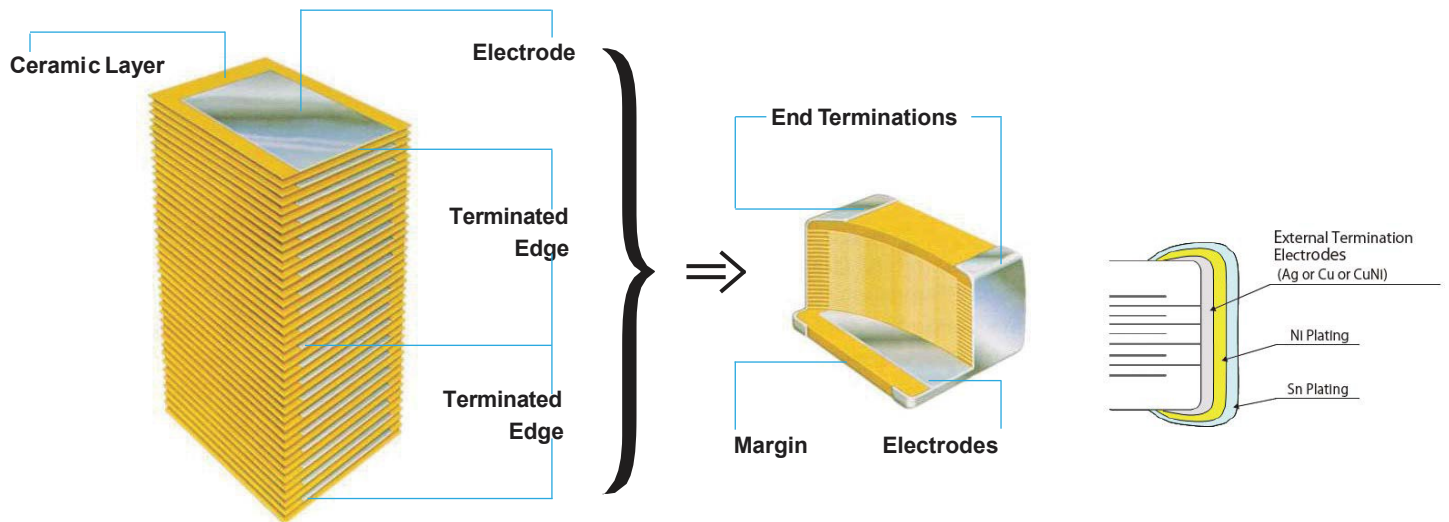 Ceramic Layer
Electrode
Terminated
Edge
Terminated
Edge
End Terminations
Margin
Electrodes
External Termination
Electrodes
(Ag or Cu or CuNi)
Ni Plating
Sn Plating